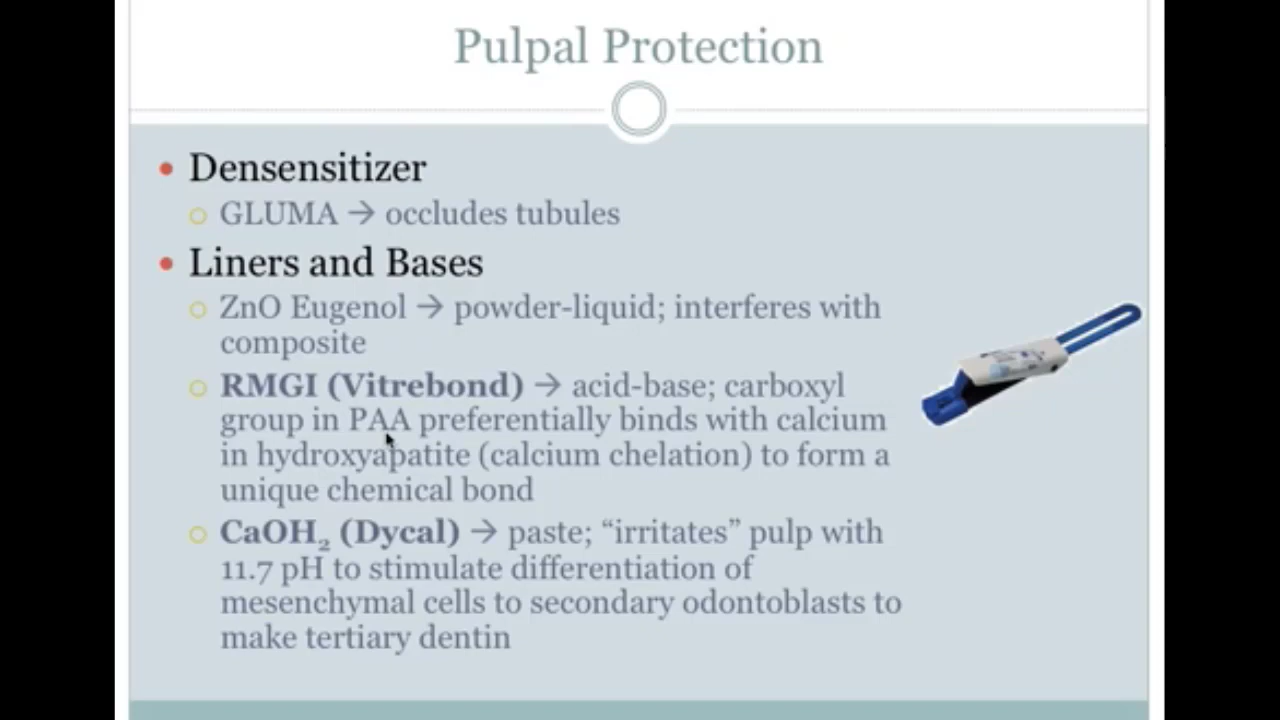 Pulpal Protection
Densensitizer
GLUMA → occludes tubules
Liners and Bases
ZnO Eugenol → powder-liquid; interferes with
composite
RMGI (Vitrebond) → acid-base; carboxyl
group in PAA preferentially binds with calcium
in hydroxyapatite (calcium chelation) to form a
unique chemical bond
CaOH₂ (Dycal) → paste; “irritates” pulp with
11.7 pH to stimulate differentiation of
mesenchymal cells to secondary odontoblasts to
make tertiary dentin